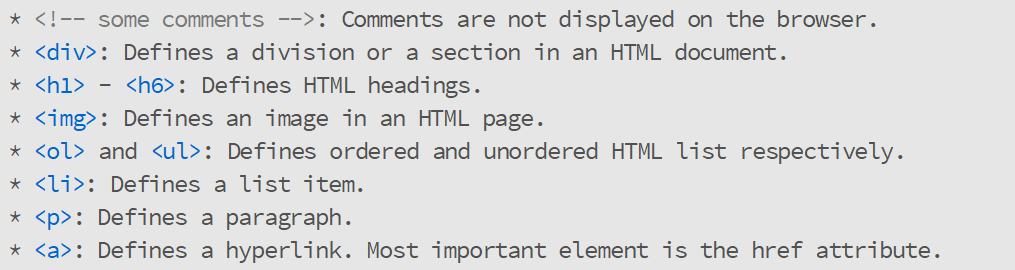 * <!-- some comments -->: Comments are not displayed on the browser.
* <div>: Defines a division or a section in an HTML document.
* <h1> - <h6>: Defines HTML headings.
* <img>: Defines an image in an HTML page.
* <ol> and <ul>: Defines ordered and unordered HTML list respectively.
* <li>: Defines a list item.
* <p>: Defines a paragraph.
* <a>: Defines a hyperlink. Most important element is the href attribute.